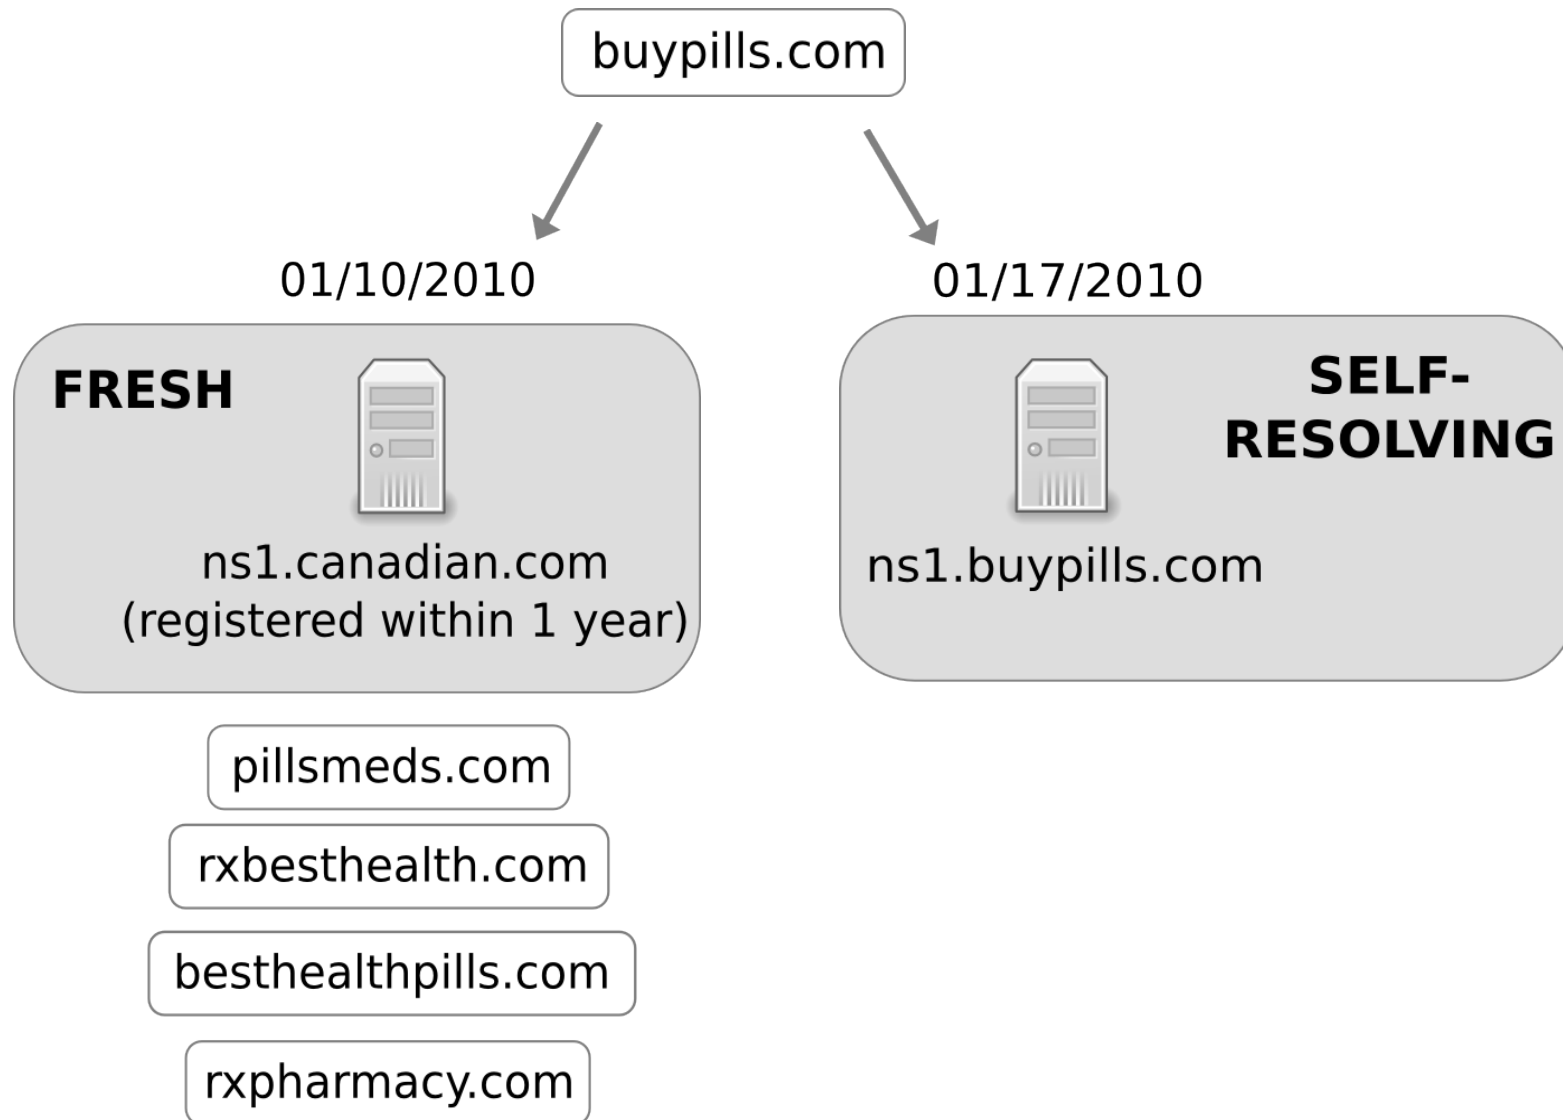 buypills.com
01/10/2010
FRESH
ns1.canadian.com
(registered within 1 year)
pillsmeds.com
rxbesthealth.com
besthealthpills.com
rxpharmacy.com
01/17/2010
SELF-
RESOLVING
ns1.buypills.com